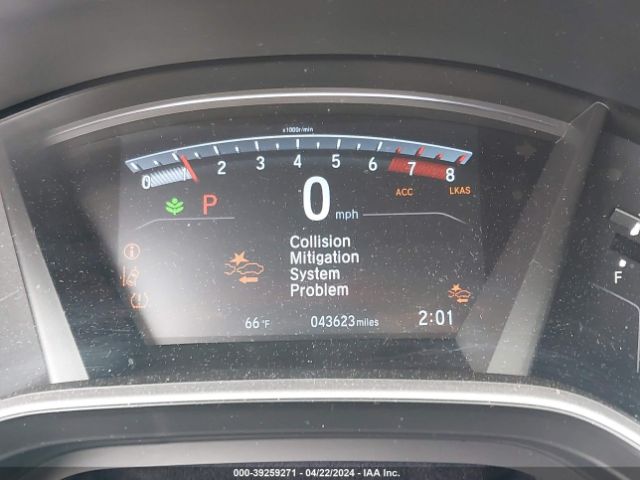 x1000r/min
0 1 2 3 4 5 6 7 8
P 0 mph ACC LKAS
Collision
Mitigation
System
Problem
F
66°F 043623 miles 2:01
000-39259271 - 04/22/2024 - IAA Inc.